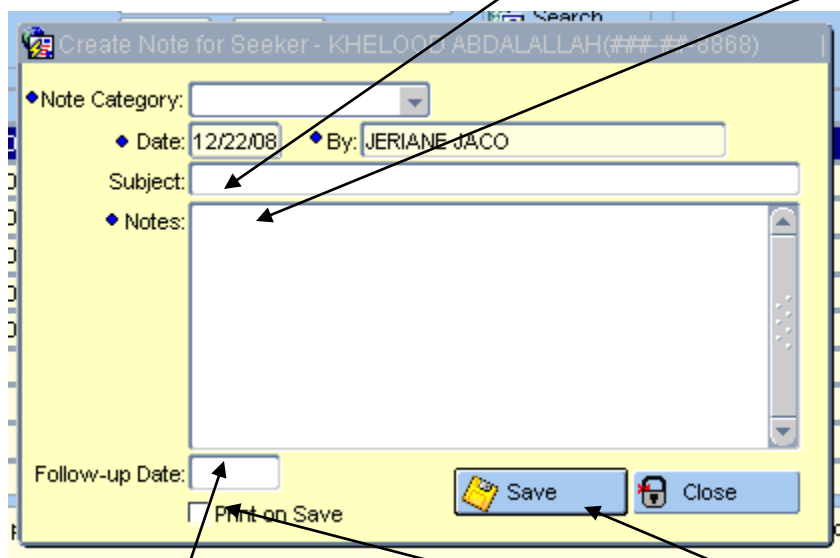 Search
Create Note for Seeker - KHELOOD ABDALALLAH(###-##-8868)
Note Category:
Date: 12/22/08 By: JERIANE JACO
Subject:
Notes:
Follow-up Date:
Save Close
Print on Save